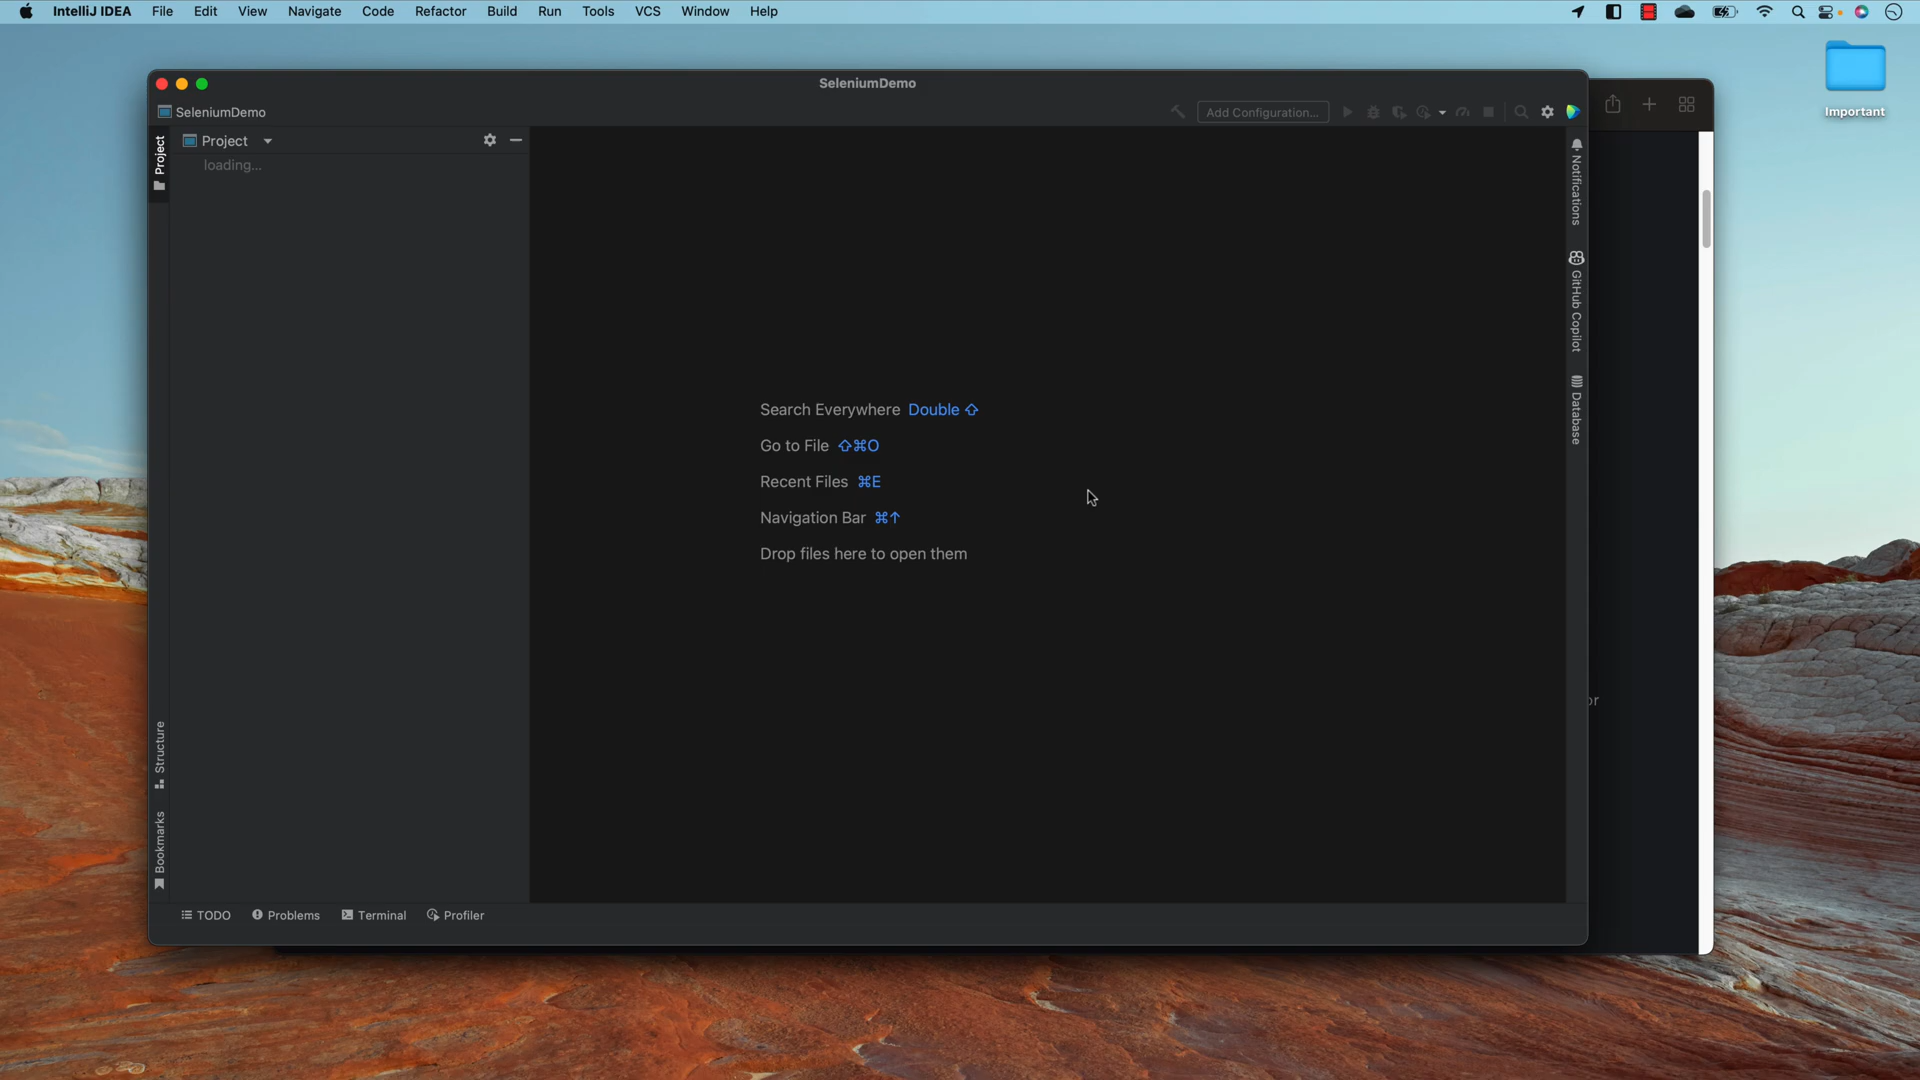 IntelliJ IDEA File Edit View Navigate Code Refactor Build Run Tools VCS Window Help
Important
SeleniumDemo
SeleniumDemo
Add Configuration...
Project
loading...
Project
Structure
Bookmarks
Search Everywhere Double ⇧
Go to File ⇧⌘O
Recent Files ⌘E
Navigation Bar ⌘↑
Drop files here to open them
Notifications
GitHub Copilot
Database
or
TODO Problems Terminal Profiler